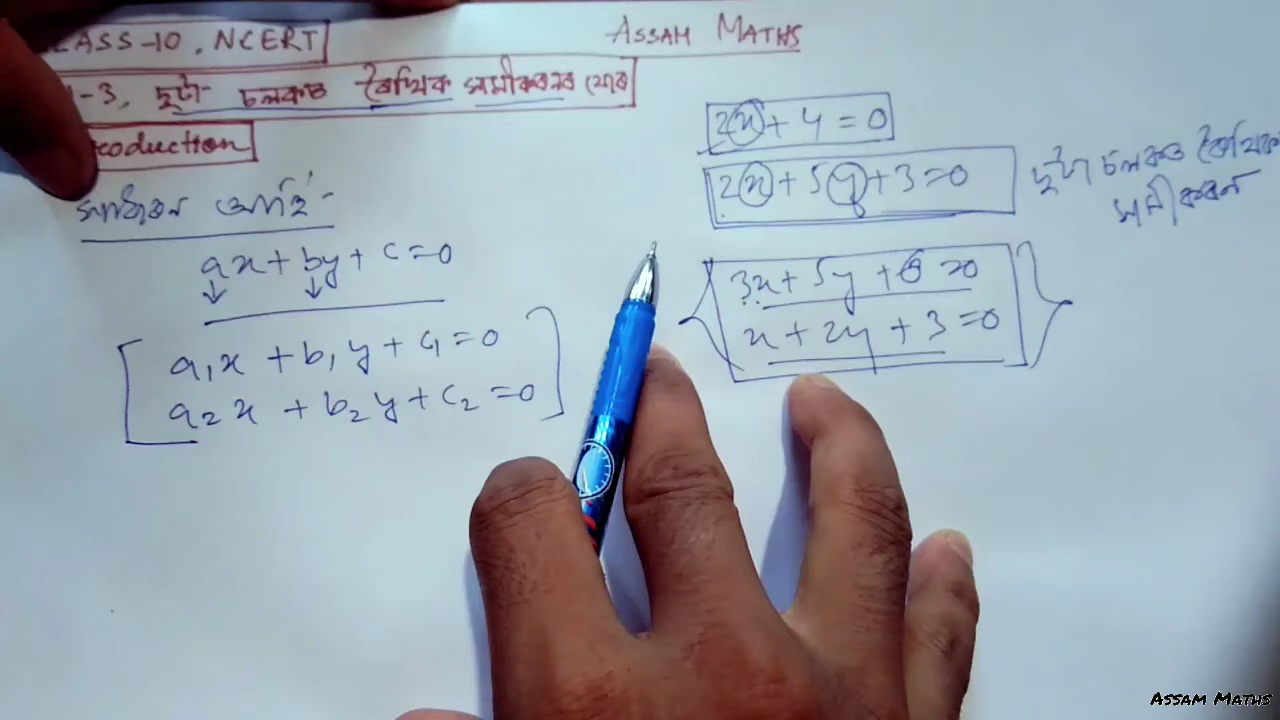 CLASS-10, NCERT
ASSAM MATHS
-3, দুটা চলকত ৰৈখিক সমীকৰণৰ যোৰ
roduction
সাধাৰণ আৰ্হি :-
ax + by + c = 0
a₁x + b₁y + c₁ = 0
a₂x + b₂y + c₂ = 0
2x + 4 = 0
2x + 5y + 3 = 0
দুটা চলকত ৰৈখিক
সমীকৰণ
3x + 5y + = 0
x + 2y + 3 = 0
ASSAM MATHS